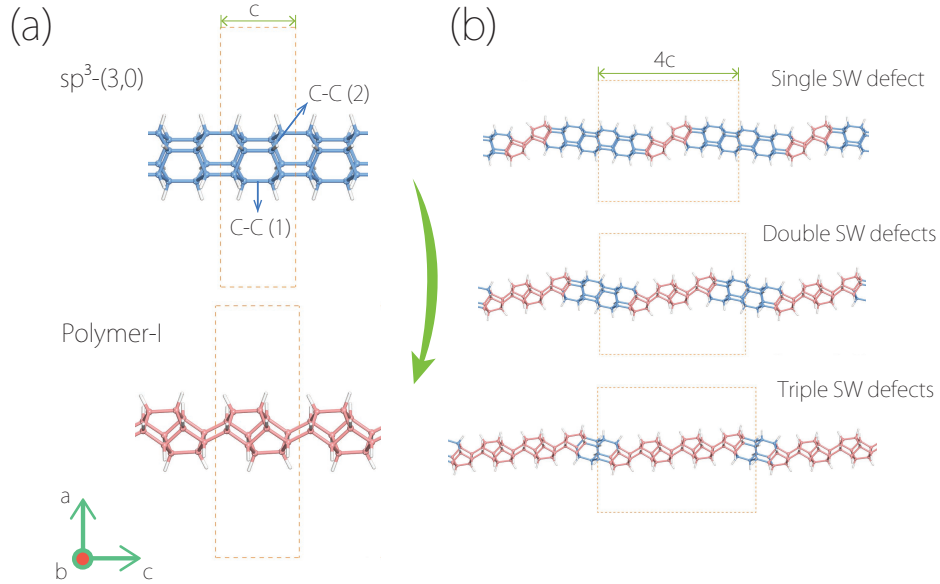 (a)
c
sp³-(3,0)
C-C (2)
C-C (1)
Polymer-I
a
b
c
(b)
4c
Single SW defect
Double SW defects
Triple SW defects